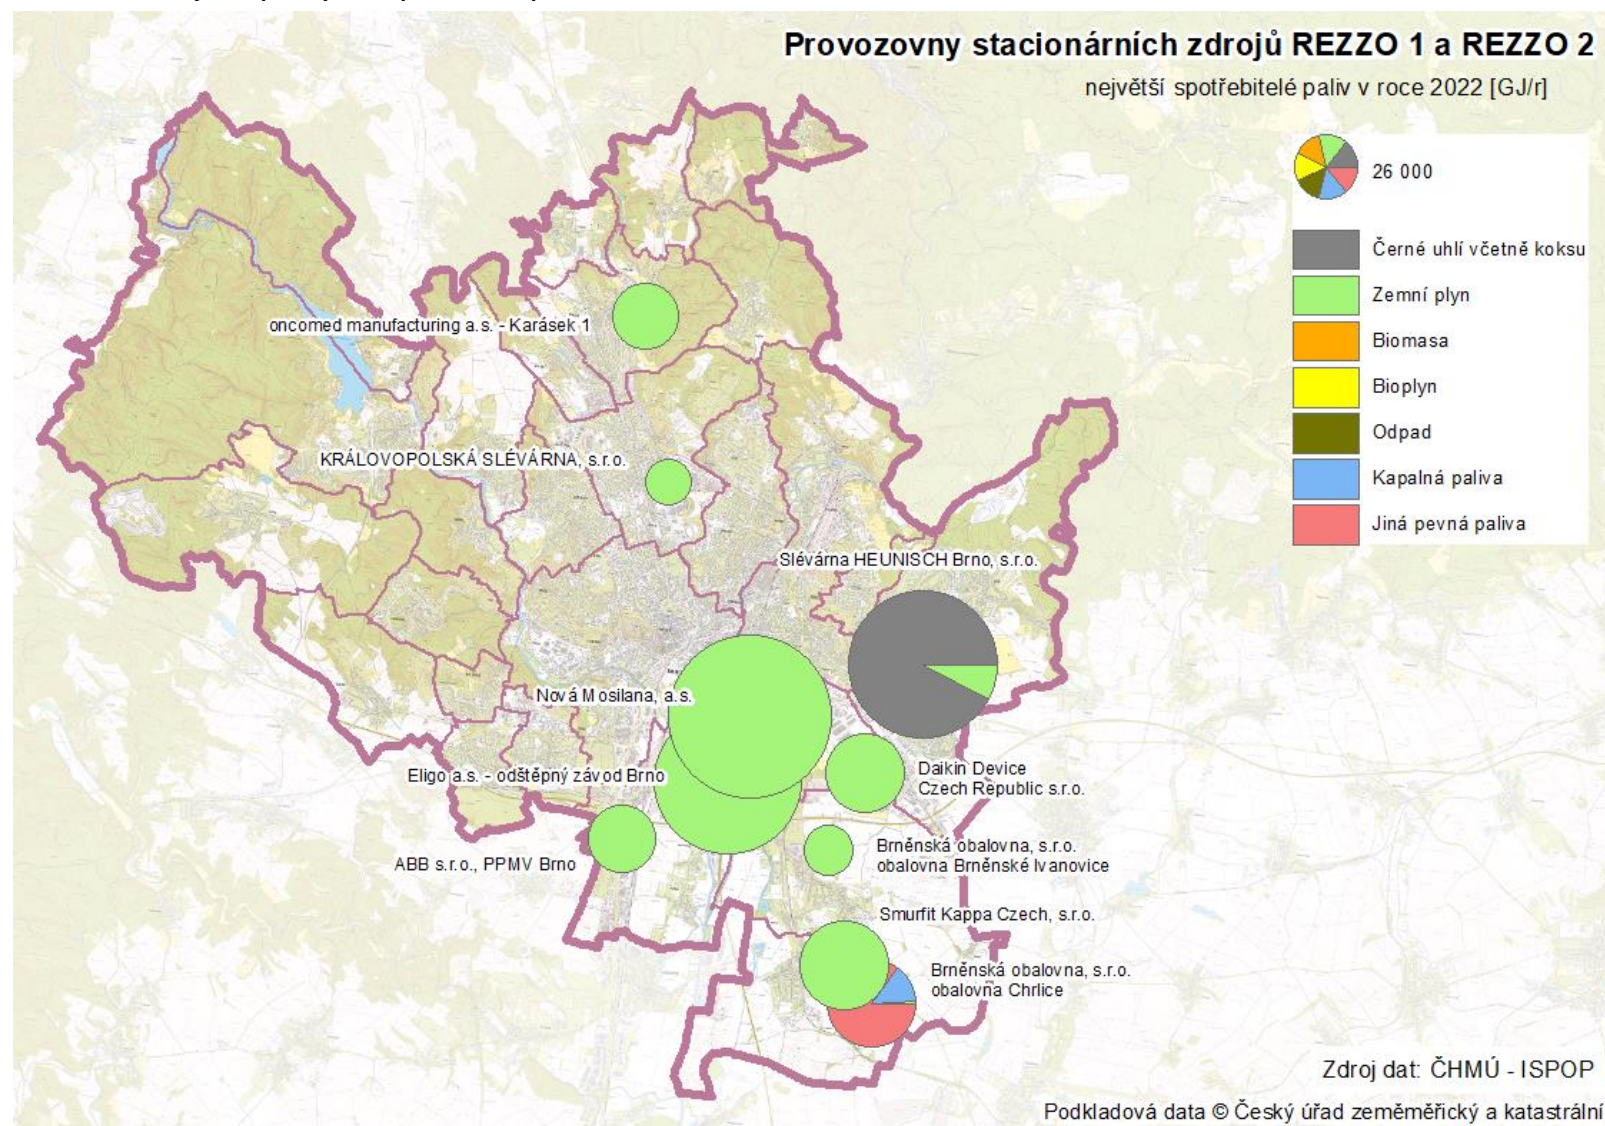 Provozovny stacionárních zdrojů REZZO 1 a REZZO 2
největší spotřebitelé paliv v roce 2022 [GJ/r]
26 000
Černé uhlí včetně koksu
Zemní plyn
Biomasa
Bioplyn
Odpad
Kapalná paliva
Jiná pevná paliva
oncomed manufacturing a.s. - Karásek 1
KRÁLOVOPOLSKÁ SLÉVÁRNA, s.r.o.
Slévárna HEUNISCH Brno, s.r.o.
Nová Mosilana, a.s.
Eligo a.s. - odštěpný závod Brno
Daikin Device
Czech Republic s.r.o.
ABB s.r.o., PPMV Brno
Brněnská obalovna, s.r.o.
obalovna Brněnské Ivanovice
Smurfit Kappa Czech, s.r.o.
Brněnská obalovna, s.r.o.
obalovna Chrlice
Zdroj dat: ČHMÚ - ISPOP
Podkladová data © Český úřad zeměměřický a katastrální